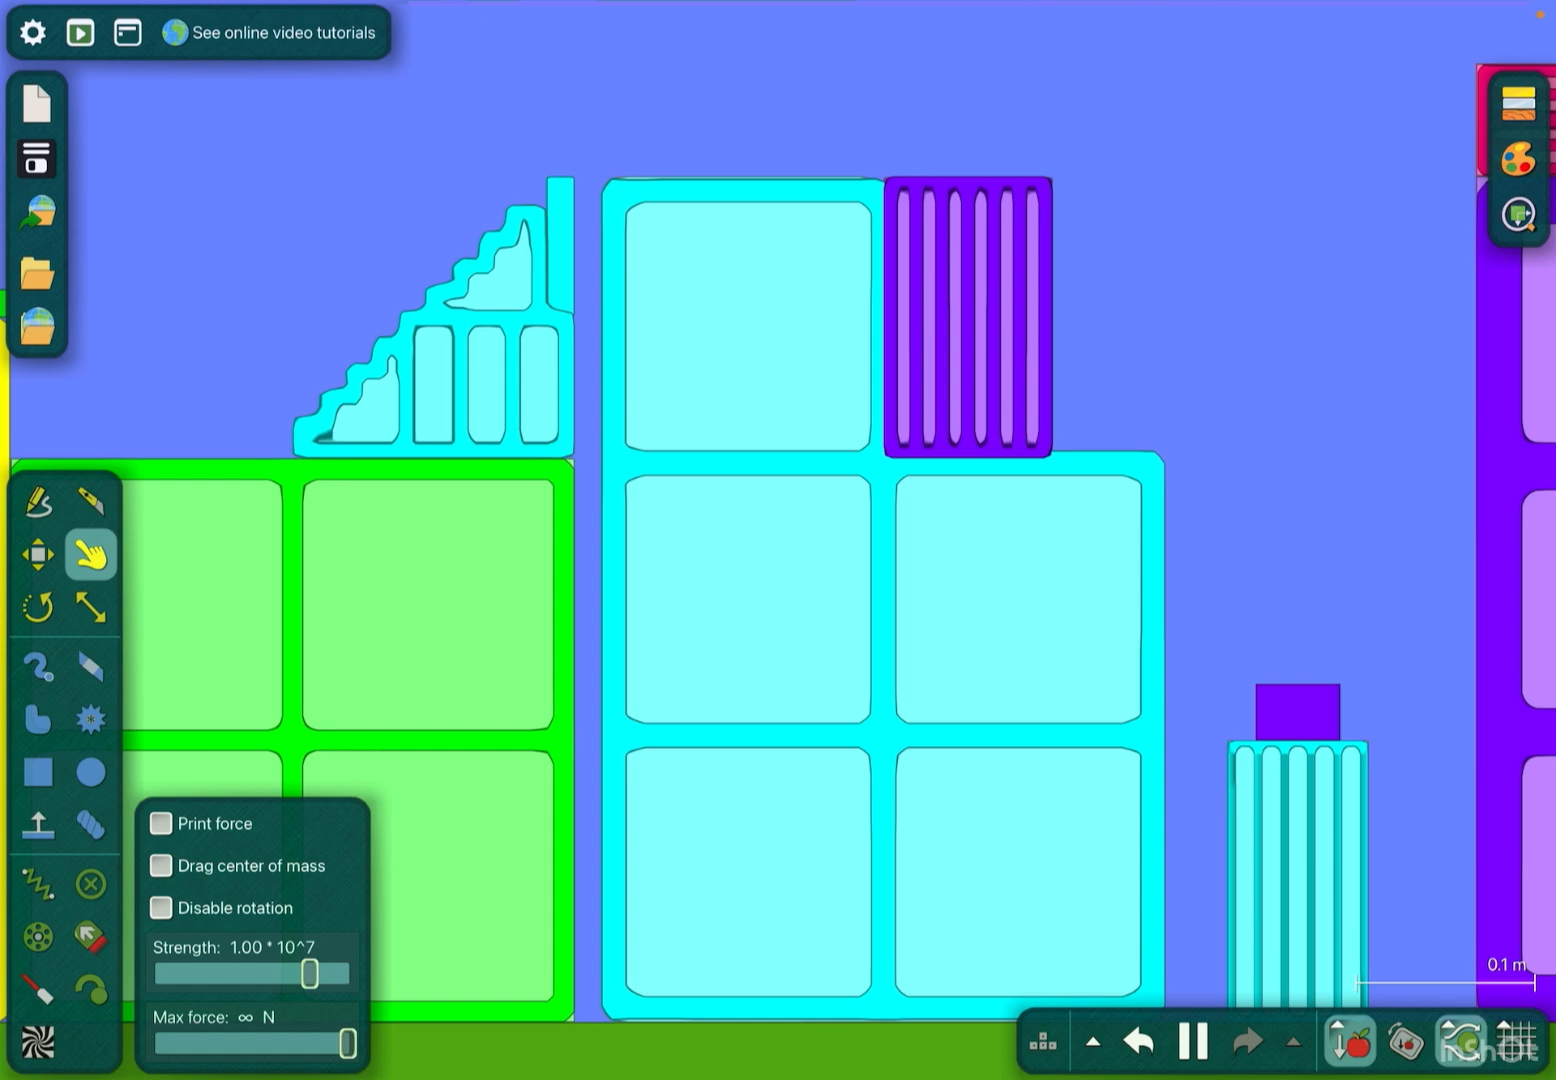 See online video tutorials
Print force
Drag center of mass
Disable rotation
Strength: 1.00 * 10^7
Max force: ∞ N
0.1 m
InShOt